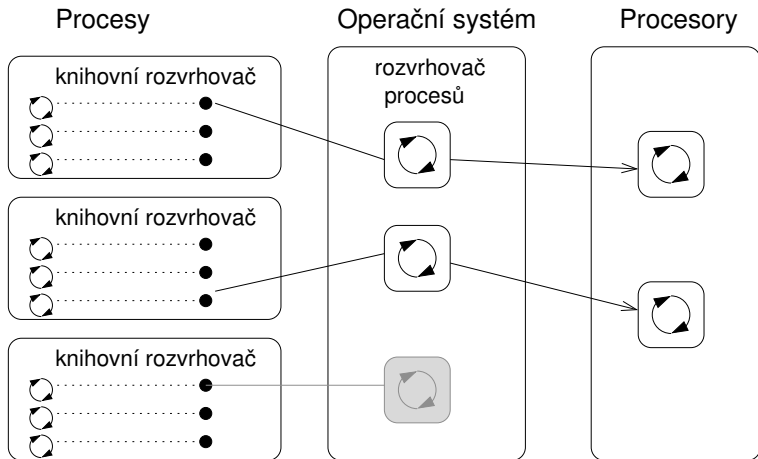 Procesy
Operační systém
Procesory
knihovní rozvrhovač
rozvrhovač
procesů
knihovní rozvrhovač
knihovní rozvrhovač